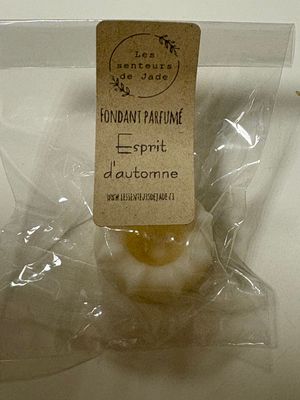 Les
senteurs
de Jade
FONDANT PARFUMÉ
Esprit
d'automne